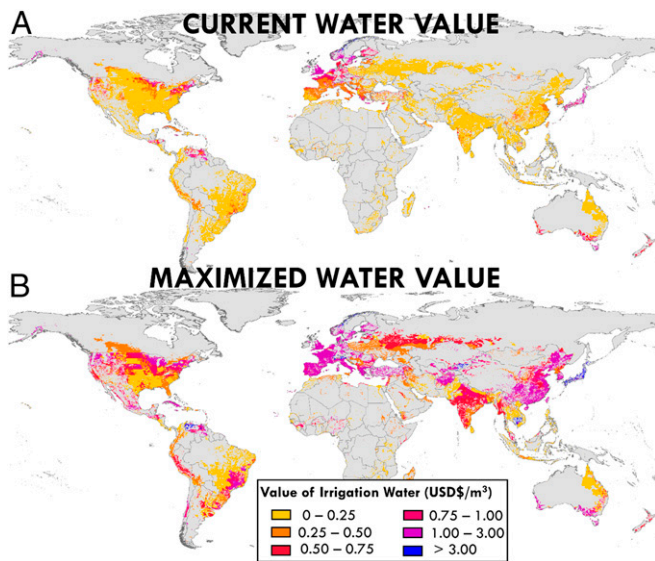 A
CURRENT WATER VALUE
B
MAXIMIZED WATER VALUE
Value of Irrigation Water (USD$/m³)
0 – 0.25
0.75 – 1.00
0.25 – 0.50
1.00 – 3.00
0.50 – 0.75
> 3.00